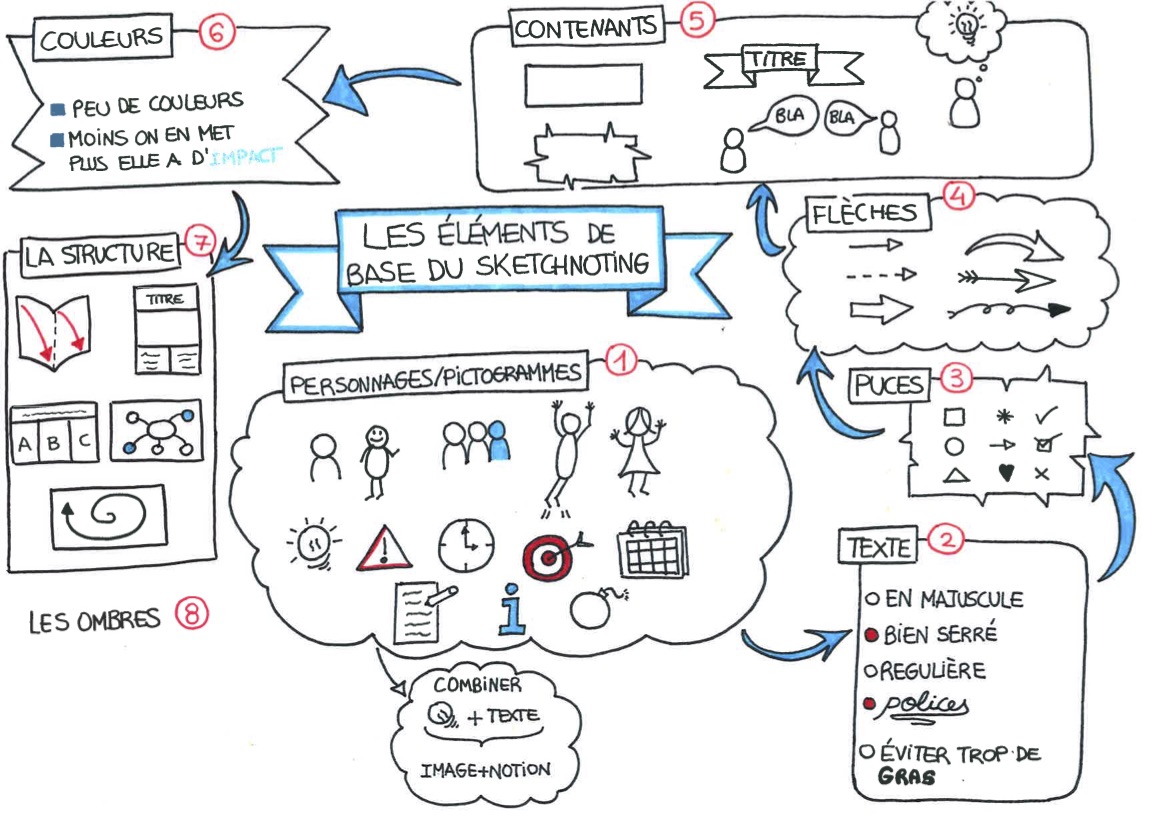 LES ÉLÉMENTS DE
BASE DU SKETCHNOTING
PERSONNAGES/PICTOGRAMMES 1
!
i
COMBINER
+ TEXTE
IMAGE+NOTION
TEXTE 2
EN MAJUSCULE
BIEN SERRÉ
REGULIÈRE
polices
ÉVITER TROP DE
GRAS
PUCES 3
FLÈCHES 4
CONTENANTS 5
TITRE
BLA BLA
COULEURS 6
PEU DE COULEURS
MOINS ON EN MET
PLUS ELLE A D'IMPACT
LA STRUCTURE 7
TITRE
A B C
LES OMBRES 8